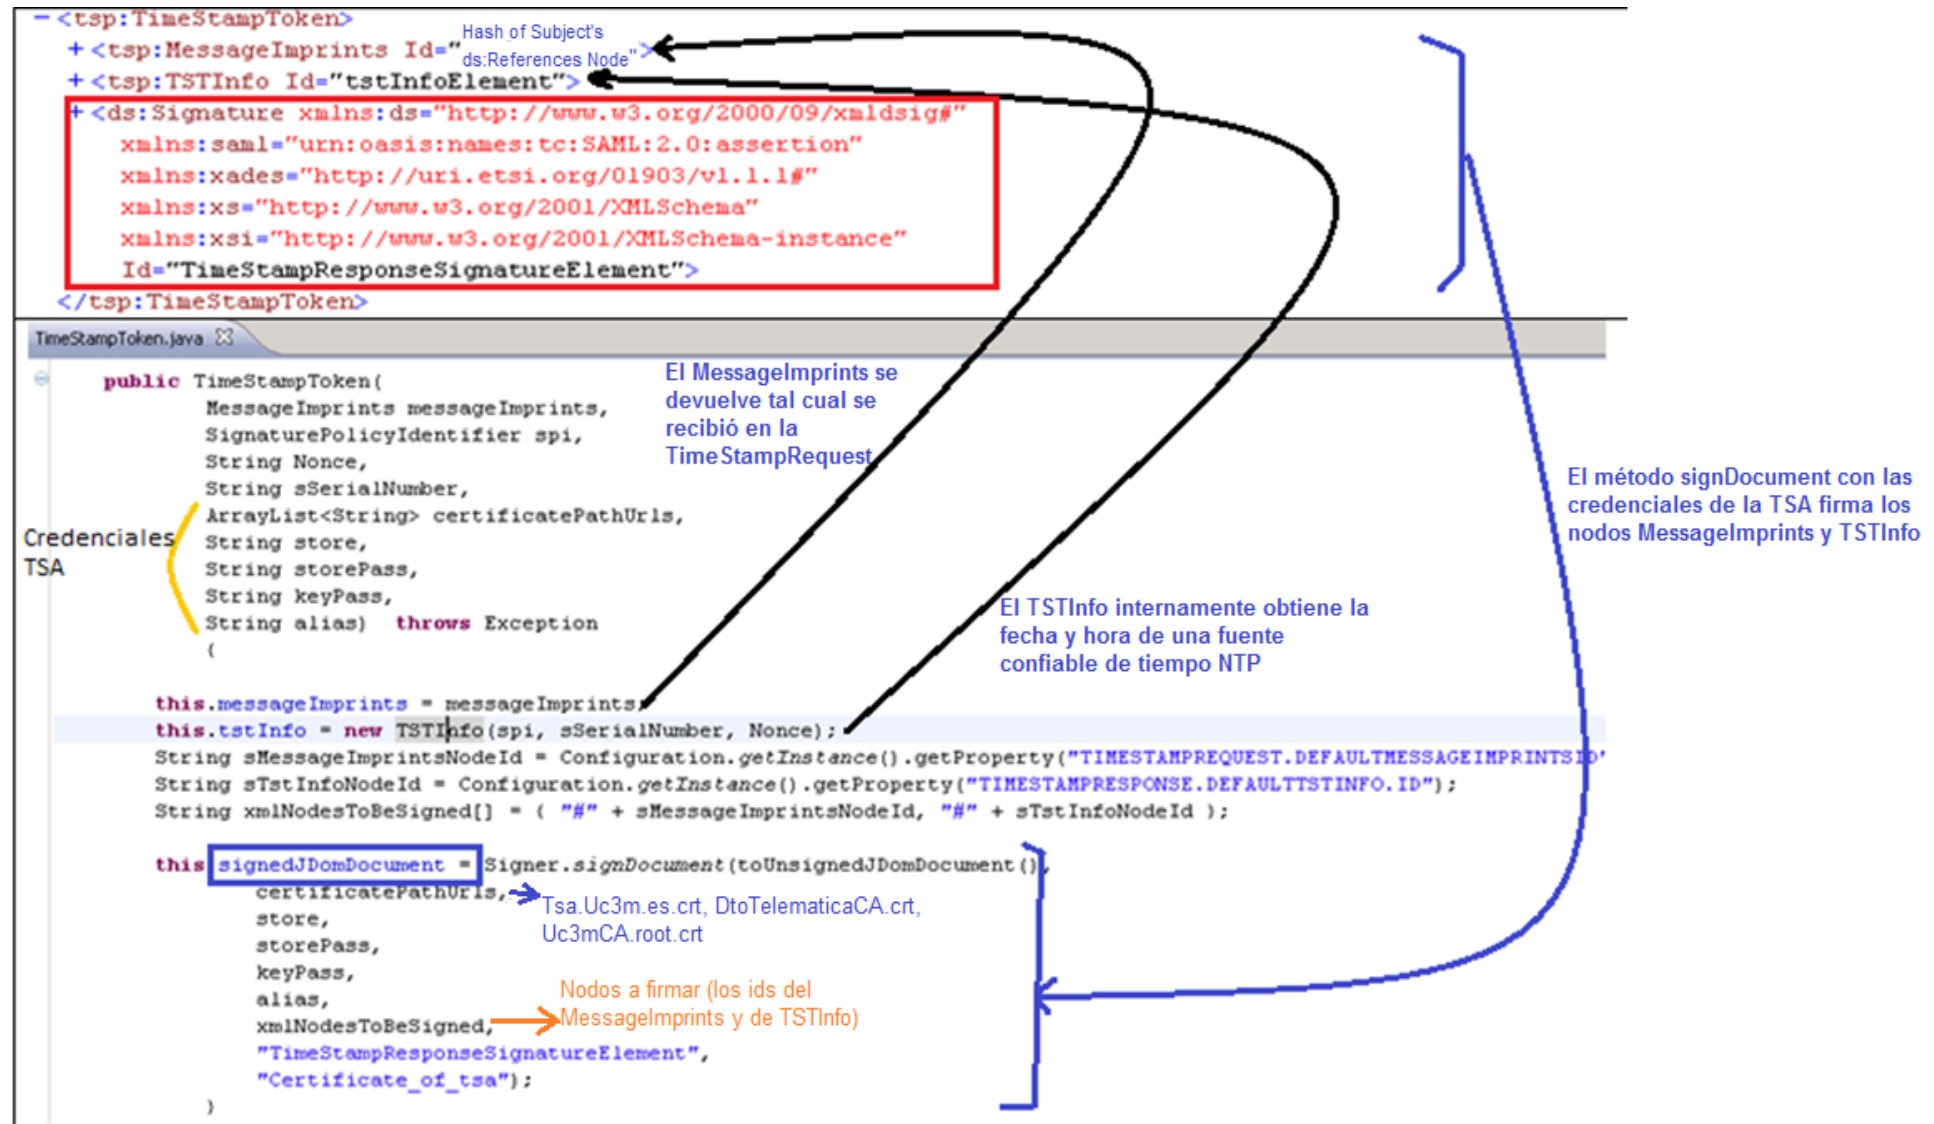 − <tsp:TimeStampToken>
+ <tsp:MessageImprints Id="Hash of Subject's
ds:References Node">
+ <tsp:TSTInfo Id="tstInfoElement">
+ <ds:Signature xmlns:ds="http://www.w3.org/2000/09/xmldsig#"
xmlns:saml="urn:oasis:names:tc:SAML:2.0:assertion"
xmlns:xades="http://uri.etsi.org/01903/v1.1.1#"
xmlns:xs="http://www.w3.org/2001/XMLSchema"
xmlns:xsi="http://www.w3.org/2001/XMLSchema-instance"
Id="TimeStampResponseSignatureElement">
</tsp:TimeStampToken>
TimeStampToken.java
public TimeStampToken(
MessageImprints messageImprints,
SignaturePolicyIdentifier spi,
String Nonce,
String sSerialNumber,
ArrayList<String> certificatePathUrls,
String store,
String storePass,
String keyPass,
String alias) throws Exception
{
Credenciales
TSA
El MessageImprints se
devuelve tal cual se
recibió en la
TimeStampRequest
El método signDocument con las
credenciales de la TSA firma los
nodos MessageImprints y TSTInfo
El TSTInfo internamente obtiene la
fecha y hora de una fuente
confiable de tiempo NTP
this.messageImprints = messageImprints;
this.tstInfo = new TSTInfo(spi, sSerialNumber, Nonce);
String sMessageImprintsNodeId = Configuration.getInstance().getProperty("TIMESTAMPREQUEST.DEFAULTMESSAGEIMPRINTSID"
String sTstInfoNodeId = Configuration.getInstance().getProperty("TIMESTAMPRESPONSE.DEFAULTTSTINFO.ID");
String xmlNodesToBeSigned[] = { "#" + sMessageImprintsNodeId, "#" + sTstInfoNodeId };
this signedJDomDocument = Signer.signDocument(toUnsignedJDomDocument(),
certificatePathUrls,
store,
storePass,
keyPass,
alias,
xmlNodesToBeSigned,
"TimeStampResponseSignatureElement",
"Certificate_of_tsa");
}
Tsa.Uc3m.es.crt, DtoTelematicaCA.crt,
Uc3mCA.root.crt
Nodos a firmar (los ids del
MessageImprints y de TSTInfo)